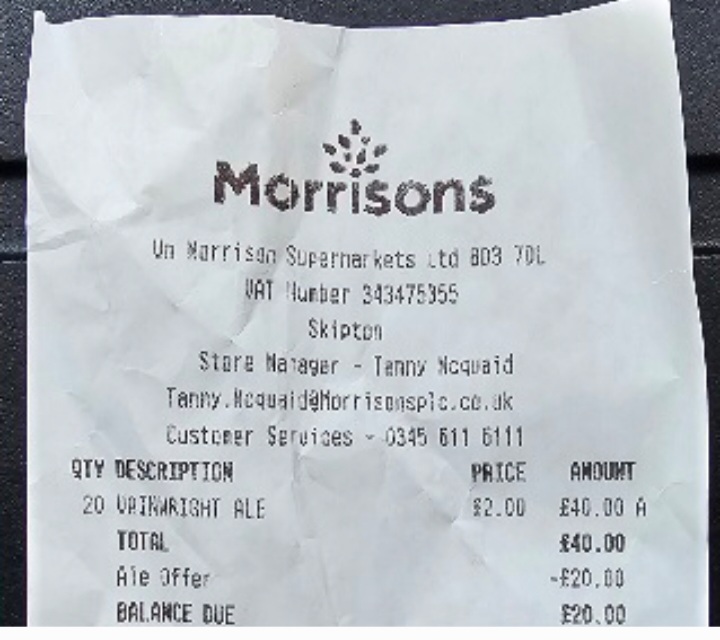 Morrisons
Wm Morrison Supermarkets Ltd BD3 7DL
VAT Number 343475355
Skipton
Store Manager - Tanny Mcquaid
Tanny.Mcquaid@Morrisonsplc.co.uk
Customer Services - 0345 611 6111
QTY DESCRIPTION PRICE AMOUNT
20 WAINWRIGHT ALE £2.00 £40.00 A
TOTAL £40.00
Ale Offer -£20.00
BALANCE DUE £20.00